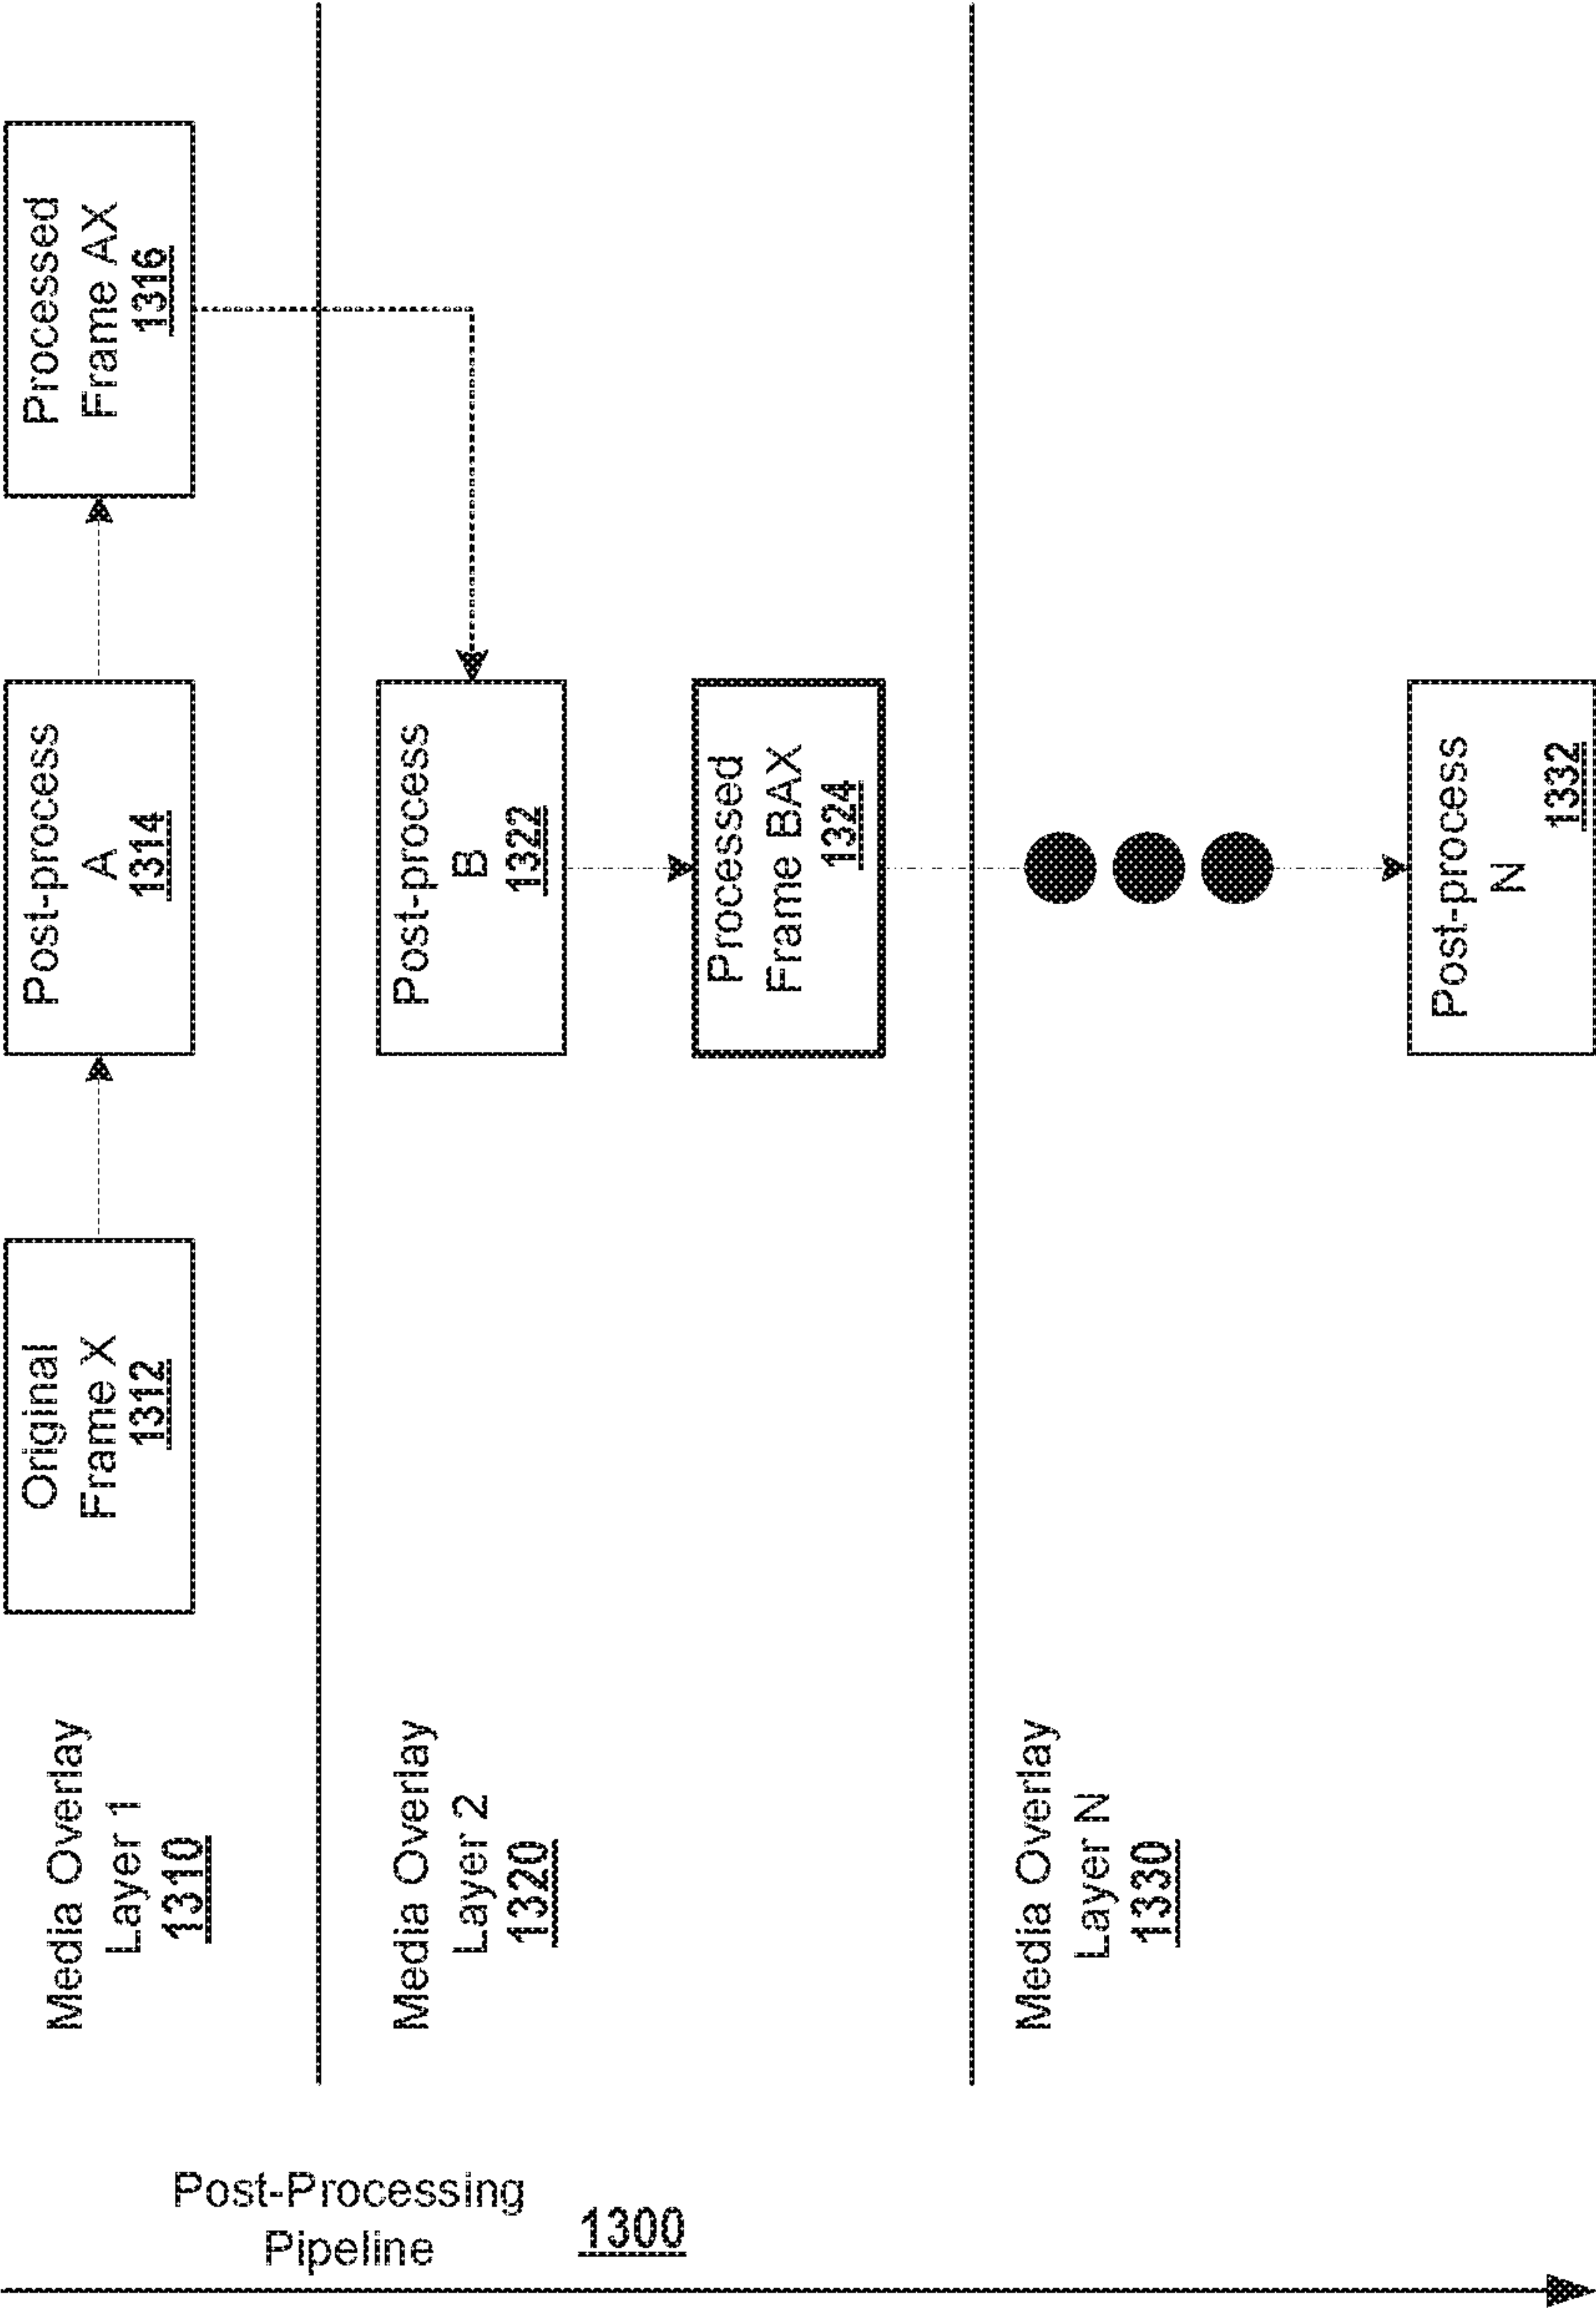 Media Overlay
Layer 1
1310
Original
Frame X
1312
Post-process
A
1314
Processed
Frame AX
1316
Media Overlay
Layer 2
1320
Post-process
B
1322
Processed
Frame BAX
1324
Media Overlay
Layer N
1330
Post-process
N
1332
Post-Processing
Pipeline
1300